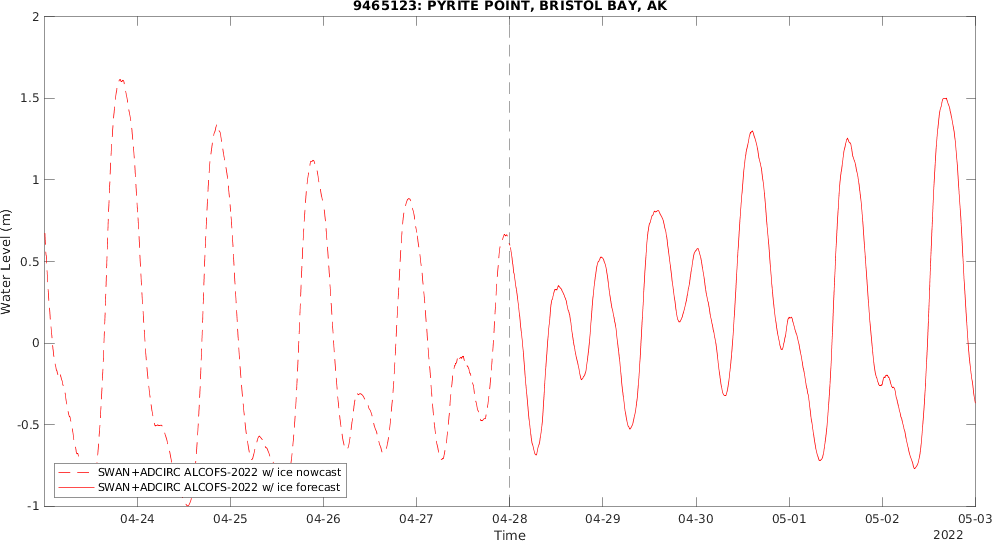 9465123: PYRITE POINT, BRISTOL BAY, AK
2
1.5
1
0.5
0
-0.5
-1
Water Level (m)
SWAN+ADCIRC ALCOFS-2022 w/ ice nowcast
SWAN+ADCIRC ALCOFS-2022 w/ ice forecast
04-24 04-25 04-26 04-27 04-28 04-29 04-30 05-01 05-02 05-03
Time
2022